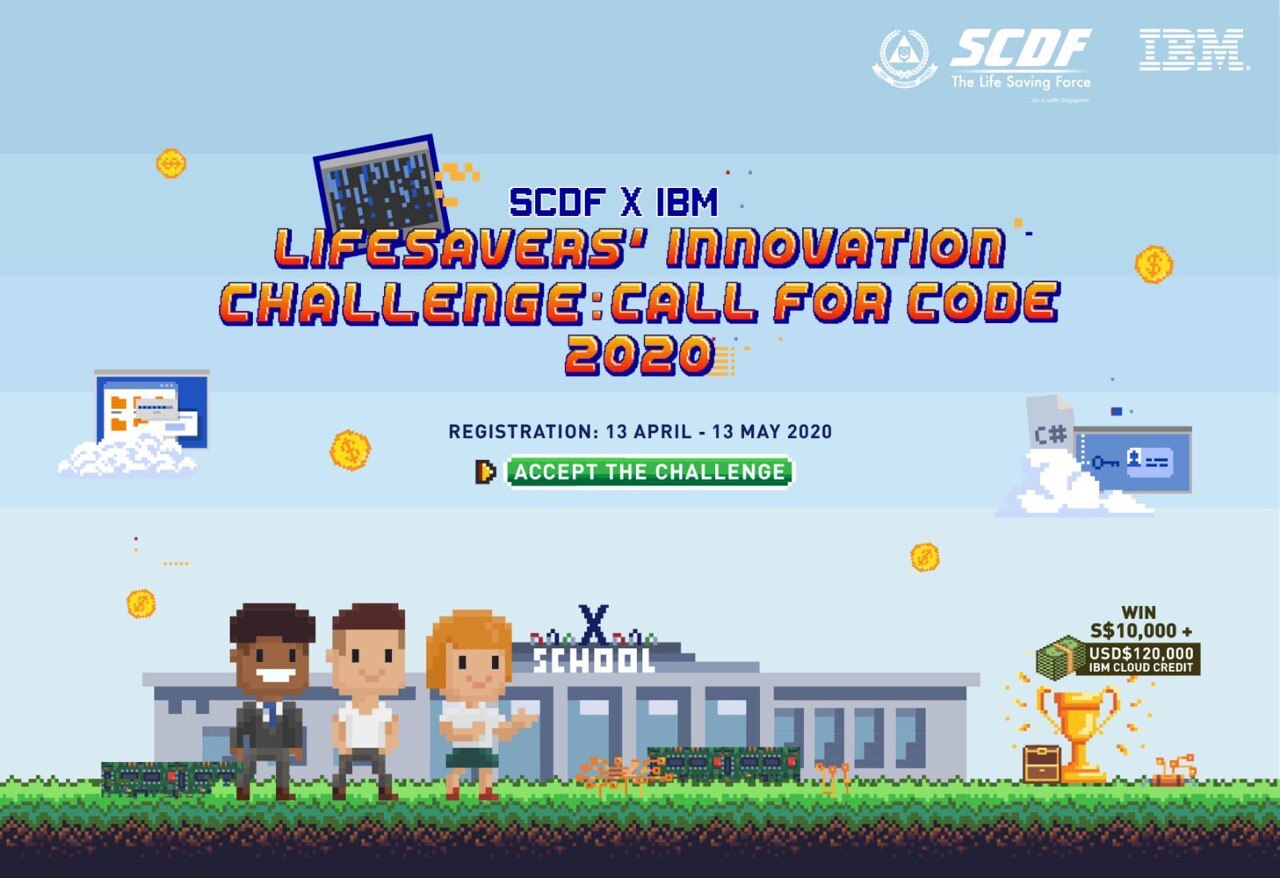 SCDF
The Life Saving Force
IBM
SCDF X IBM
LIFESAVERS' INNOVATION
CHALLENGE: CALL FOR CODE
2020
REGISTRATION: 13 APRIL - 13 MAY 2020
ACCEPT THE CHALLENGE
C#
X
SCHOOL
WIN
S$10,000 +
USD$120,000
IBM CLOUD CREDIT